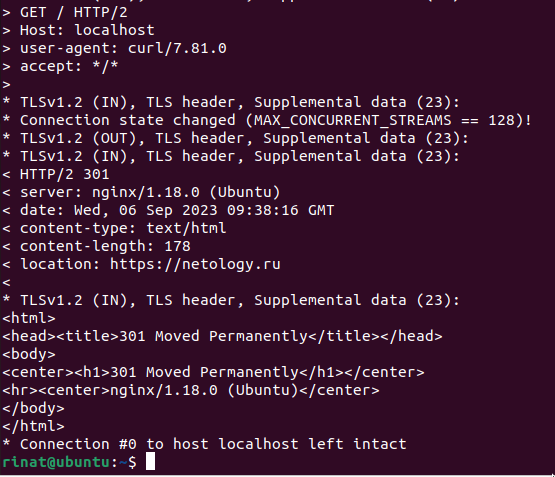 > GET / HTTP/2
> Host: localhost
> user-agent: curl/7.81.0
> accept: */*
>
* TLSv1.2 (IN), TLS header, Supplemental data (23):
* Connection state changed (MAX_CONCURRENT_STREAMS == 128)!
* TLSv1.2 (OUT), TLS header, Supplemental data (23):
* TLSv1.2 (IN), TLS header, Supplemental data (23):
< HTTP/2 301
< server: nginx/1.18.0 (Ubuntu)
< date: Wed, 06 Sep 2023 09:38:16 GMT
< content-type: text/html
< content-length: 178
< location: https://netology.ru
<
* TLSv1.2 (IN), TLS header, Supplemental data (23):
<html>
<head><title>301 Moved Permanently</title></head>
<body>
<center><h1>301 Moved Permanently</h1></center>
<hr><center>nginx/1.18.0 (Ubuntu)</center>
</body>
</html>
* Connection #0 to host localhost left intact
rinat@ubuntu:~$